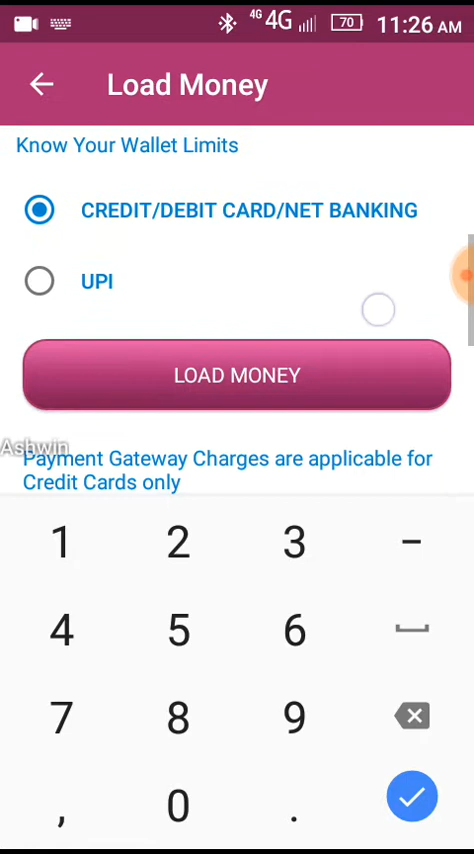 4G 4G 70 11:26 AM
Load Money
Know Your Wallet Limits
CREDIT/DEBIT CARD/NET BANKING
UPI
LOAD MONEY
Ashwin
Payment Gateway Charges are applicable for
Credit Cards only
1 2 3 -
4 5 6
7 8 9
, 0 .